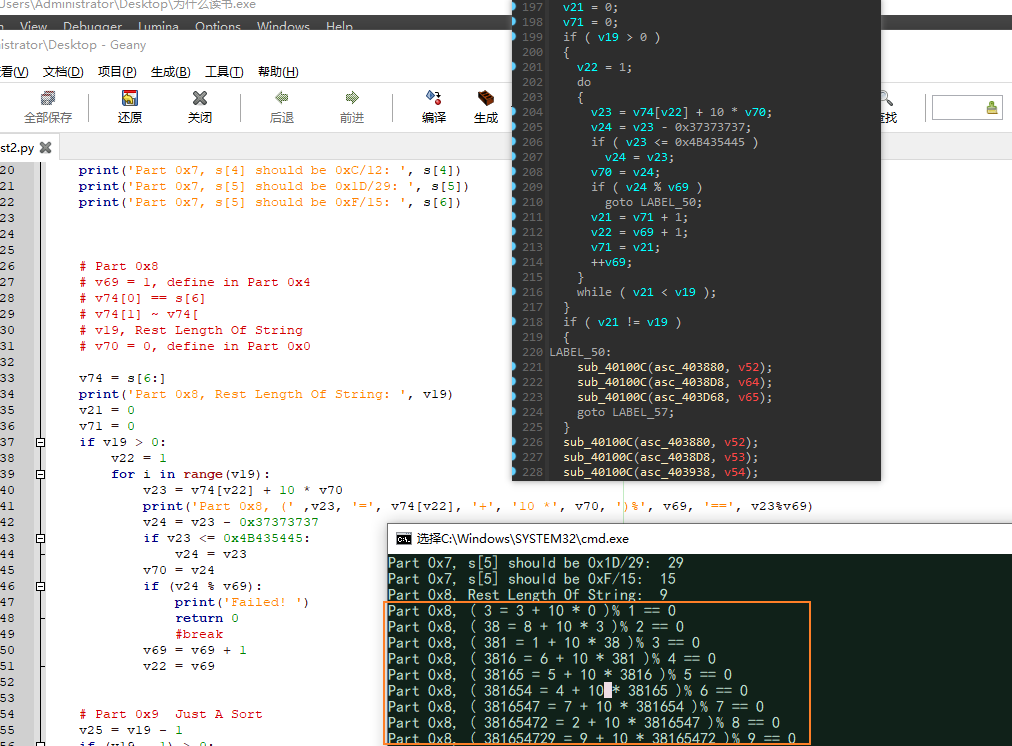 Users\Administrator\Desktop\为什么读书.exe
View Debugger Lumina Options Windows Help
istrator\Desktop - Geany
看(V) 文档(D) 项目(P) 生成(B) 工具(T) 帮助(H)
全部保存 还原 关闭 后退 前进 编译 生成 查找
st2.py
20 print('Part 0x7, s[4] should be 0xC/12: ', s[4])
21 print('Part 0x7, s[5] should be 0x1D/29: ', s[5])
22 print('Part 0x7, s[5] should be 0xF/15: ', s[6])
23
24
25
26 # Part 0x8
27 # v69 = 1, define in Part 0x4
28 # v74[0] == s[6]
29 # v74[1] ~ v74[
30 # v19, Rest Length Of String
31 # v70 = 0, define in Part 0x0
32
33 v74 = s[6:]
34 print('Part 0x8, Rest Length Of String: ', v19)
35 v21 = 0
36 v71 = 0
37 if v19 > 0:
38 v22 = 1
39 for i in range(v19):
40 v23 = v74[v22] + 10 * v70
41 print('Part 0x8, (' ,v23, '=', v74[v22], '+', '10 *', v70, ')%', v69, '==', v23%v69)
42 v24 = v23 - 0x37373737
43 if v23 <= 0x4B435445:
44 v24 = v23
45 v70 = v24
46 if (v24 % v69):
47 print('Failed! ')
48 return 0
49 #break
50 v69 = v69 + 1
51 v22 = v69
52
53
54 # Part 0x9 Just A Sort
55 v25 = v19 - 1
56 if (v19 - 1) > 0:
197 v21 = 0;
198 v71 = 0;
199 if ( v19 > 0 )
200 {
201 v22 = 1;
202 do
203 {
204 v23 = v74[v22] + 10 * v70;
205 v24 = v23 - 0x37373737;
206 if ( v23 <= 0x4B435445 )
207 v24 = v23;
208 v70 = v24;
209 if ( v24 % v69 )
210 goto LABEL_50;
211 v21 = v71 + 1;
212 v22 = v69 + 1;
213 v71 = v21;
214 ++v69;
215 }
216 while ( v21 < v19 );
217 }
218 if ( v21 != v19 )
219 {
220 LABEL_50:
221 sub_40100C(asc_403880, v52);
222 sub_40100C(asc_4038D8, v64);
223 sub_40100C(asc_403D68, v65);
224 goto LABEL_57;
225 }
226 sub_40100C(asc_403880, v52);
227 sub_40100C(asc_4038D8, v53);
228 sub_40100C(asc_403938, v54);
选择C:\Windows\SYSTEM32\cmd.exe
Part 0x7, s[5] should be 0x1D/29: 29
Part 0x7, s[5] should be 0xF/15: 15
Part 0x8, Rest Length Of String: 9
Part 0x8, ( 3 = 3 + 10 * 0 )% 1 == 0
Part 0x8, ( 38 = 8 + 10 * 3 )% 2 == 0
Part 0x8, ( 381 = 1 + 10 * 38 )% 3 == 0
Part 0x8, ( 3816 = 6 + 10 * 381 )% 4 == 0
Part 0x8, ( 38165 = 5 + 10 * 3816 )% 5 == 0
Part 0x8, ( 381654 = 4 + 10 * 38165 )% 6 == 0
Part 0x8, ( 3816547 = 7 + 10 * 381654 )% 7 == 0
Part 0x8, ( 38165472 = 2 + 10 * 3816547 )% 8 == 0
Part 0x8, ( 381654729 = 9 + 10 * 38165472 )% 9 == 0